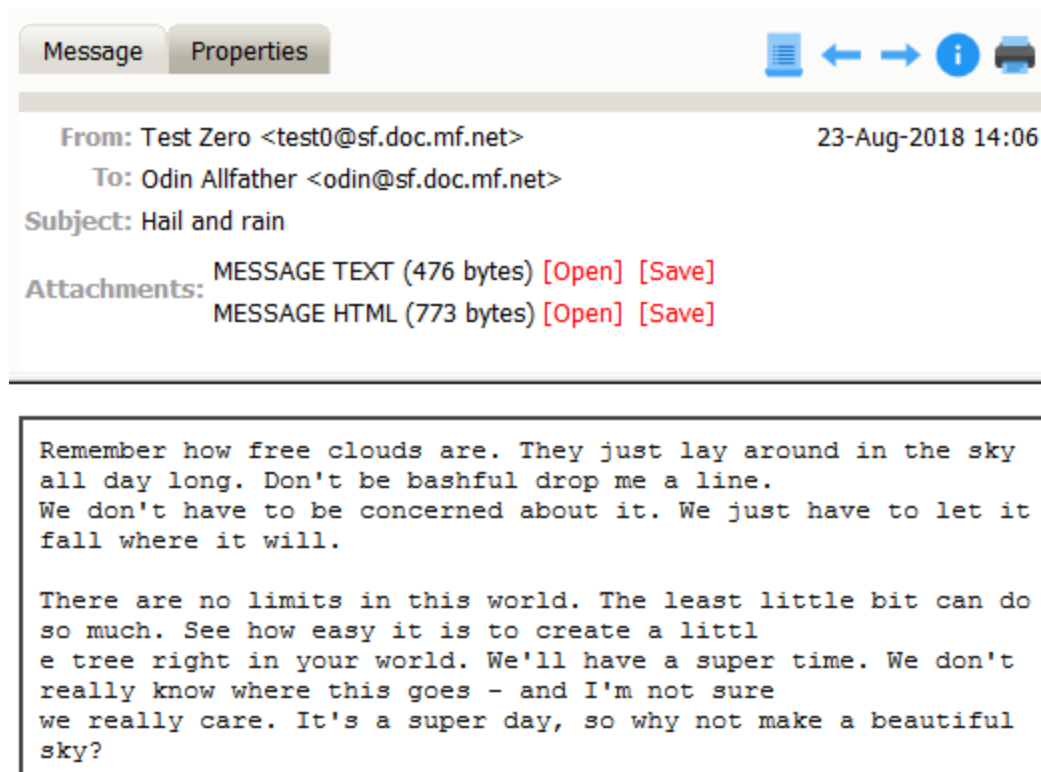 Message Properties
From: Test Zero <test0@sf.doc.mf.net> 23-Aug-2018 14:06
To: Odin Allfather <odin@sf.doc.mf.net>
Subject: Hail and rain
Attachments: MESSAGE TEXT (476 bytes) [Open] [Save]
MESSAGE HTML (773 bytes) [Open] [Save]
Remember how free clouds are. They just lay around in the sky
all day long. Don't be bashful drop me a line.
We don't have to be concerned about it. We just have to let it
fall where it will.
There are no limits in this world. The least little bit can do
so much. See how easy it is to create a littl
e tree right in your world. We'll have a super time. We don't
really know where this goes - and I'm not sure
we really care. It's a super day, so why not make a beautiful
sky?